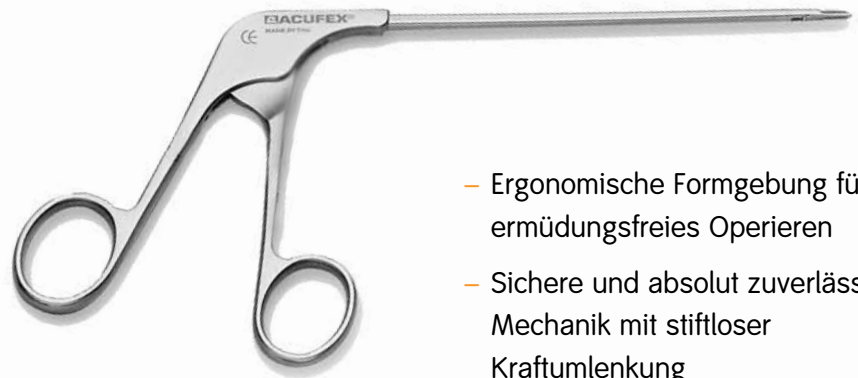 ACUFEX®
CE
– Ergonomische Formgebung fü
ermüdungsfreies Operieren
– Sichere und absolut zuverläss
Mechanik mit stiftloser
Kraftumlenkung